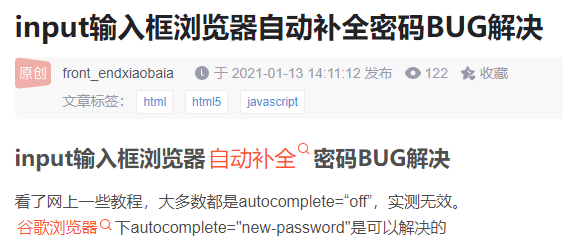 input输入框浏览器自动补全密码BUG解决
原创 front_endxiaobaia 于 2021-01-13 14:11:12 发布 122 收藏
文章标签： html html5 javascript
input输入框浏览器自动补全密码BUG解决
看了网上一些教程，大多数都是autocomplete=“off”，实测无效。
谷歌浏览器下autocomplete="new-password"是可以解决的